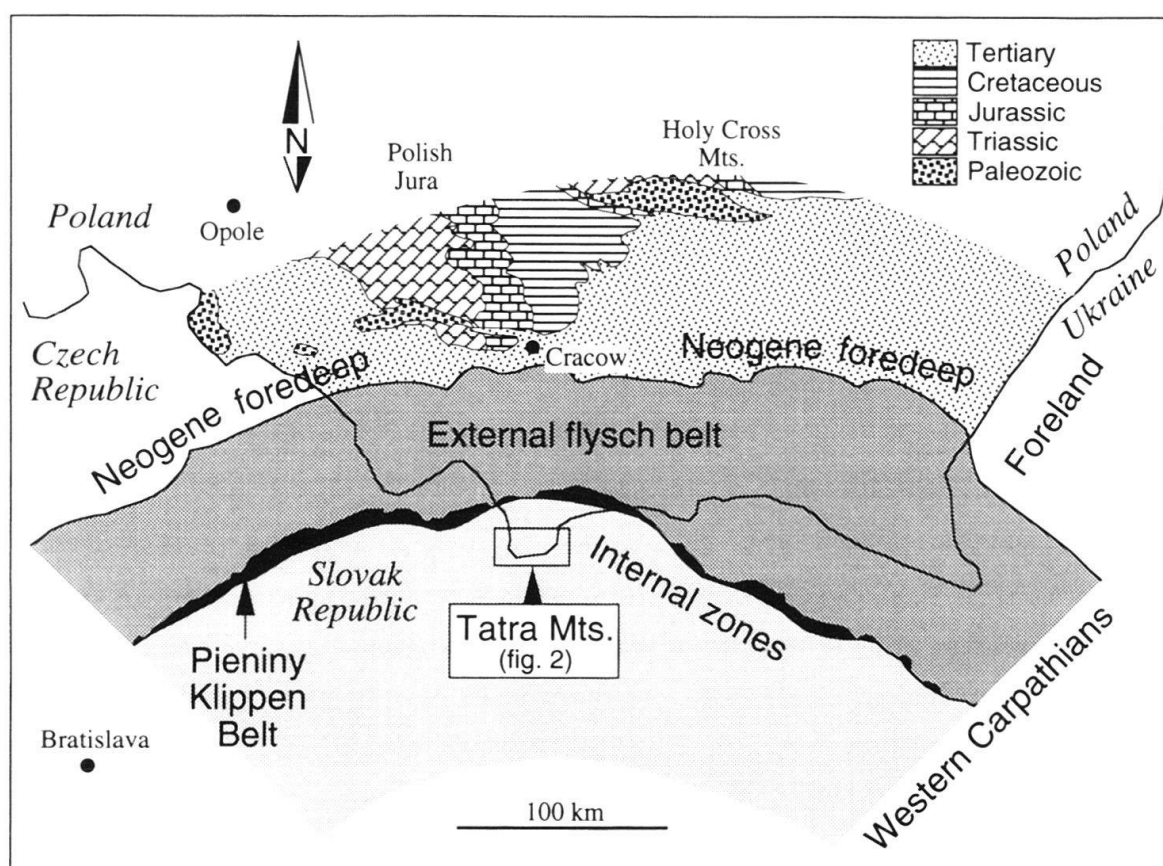 Tertiary
Cretaceous
Jurassic
Triassic
Paleozoic
N
Holy Cross
Mts.
Polish
Jura
Poland
Opole
Poland
Ukraine
Czech
Republic
Cracow
Neogene foredeep
Neogene foredeep
Foreland
External flysch belt
Slovak
Republic
Internal zones
Tatra Mts.
(fig. 2)
Pieniny
Klippen
Belt
Western Carpathians
Bratislava
100 km